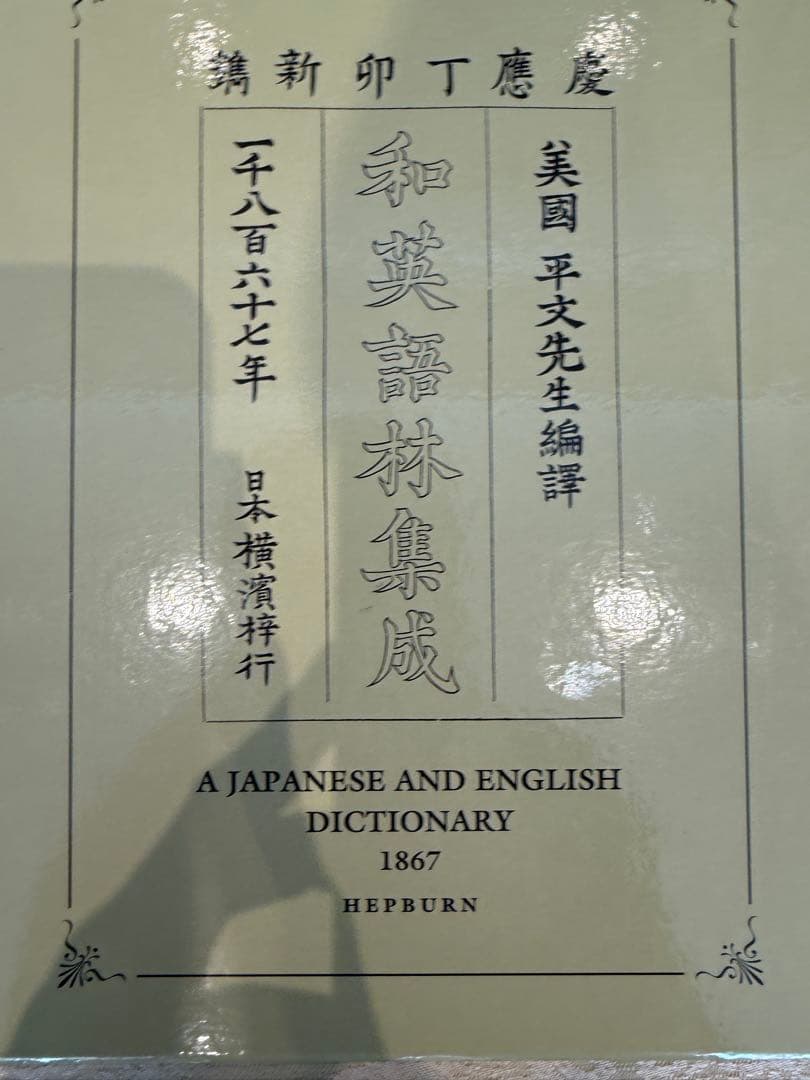 慶應丁卯新鐫
美國 平文先生編譯
和英語林集成
一千八百六十七年 日本橫濱梓行
A JAPANESE AND ENGLISH
DICTIONARY
1867
HEPBURN